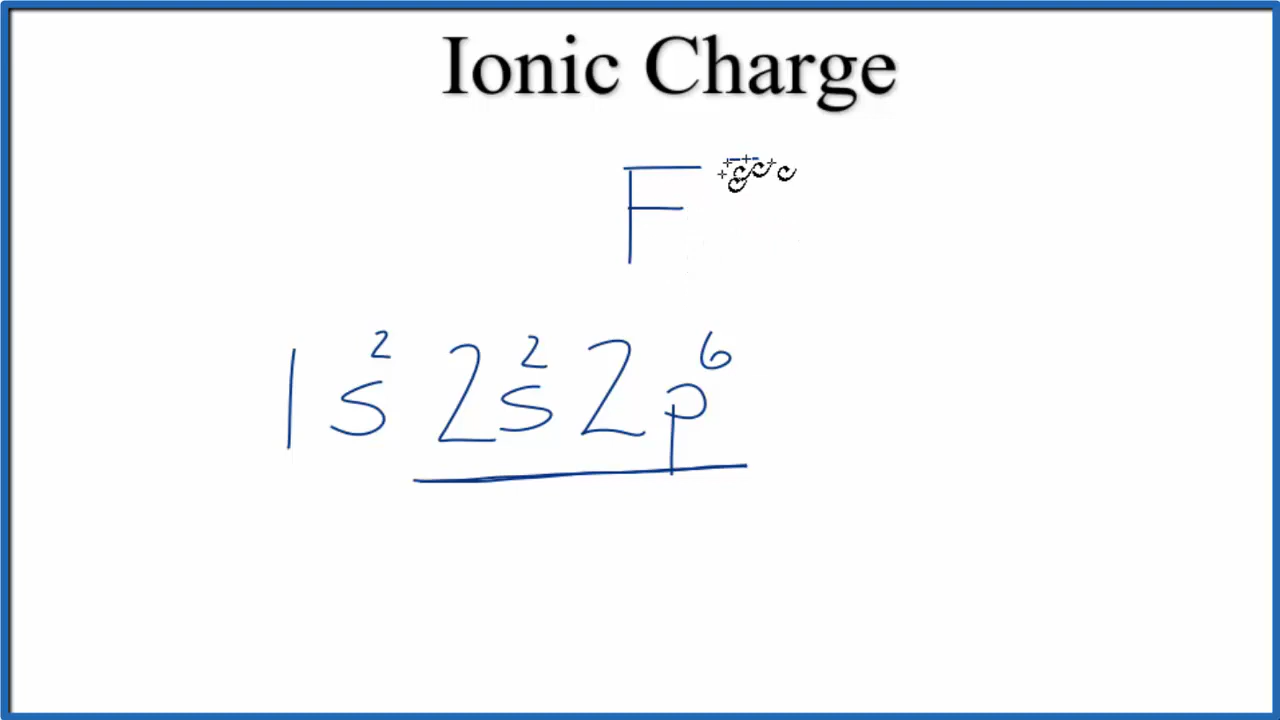 Ionic Charge
F⁻
1s² 2s² 2p⁶